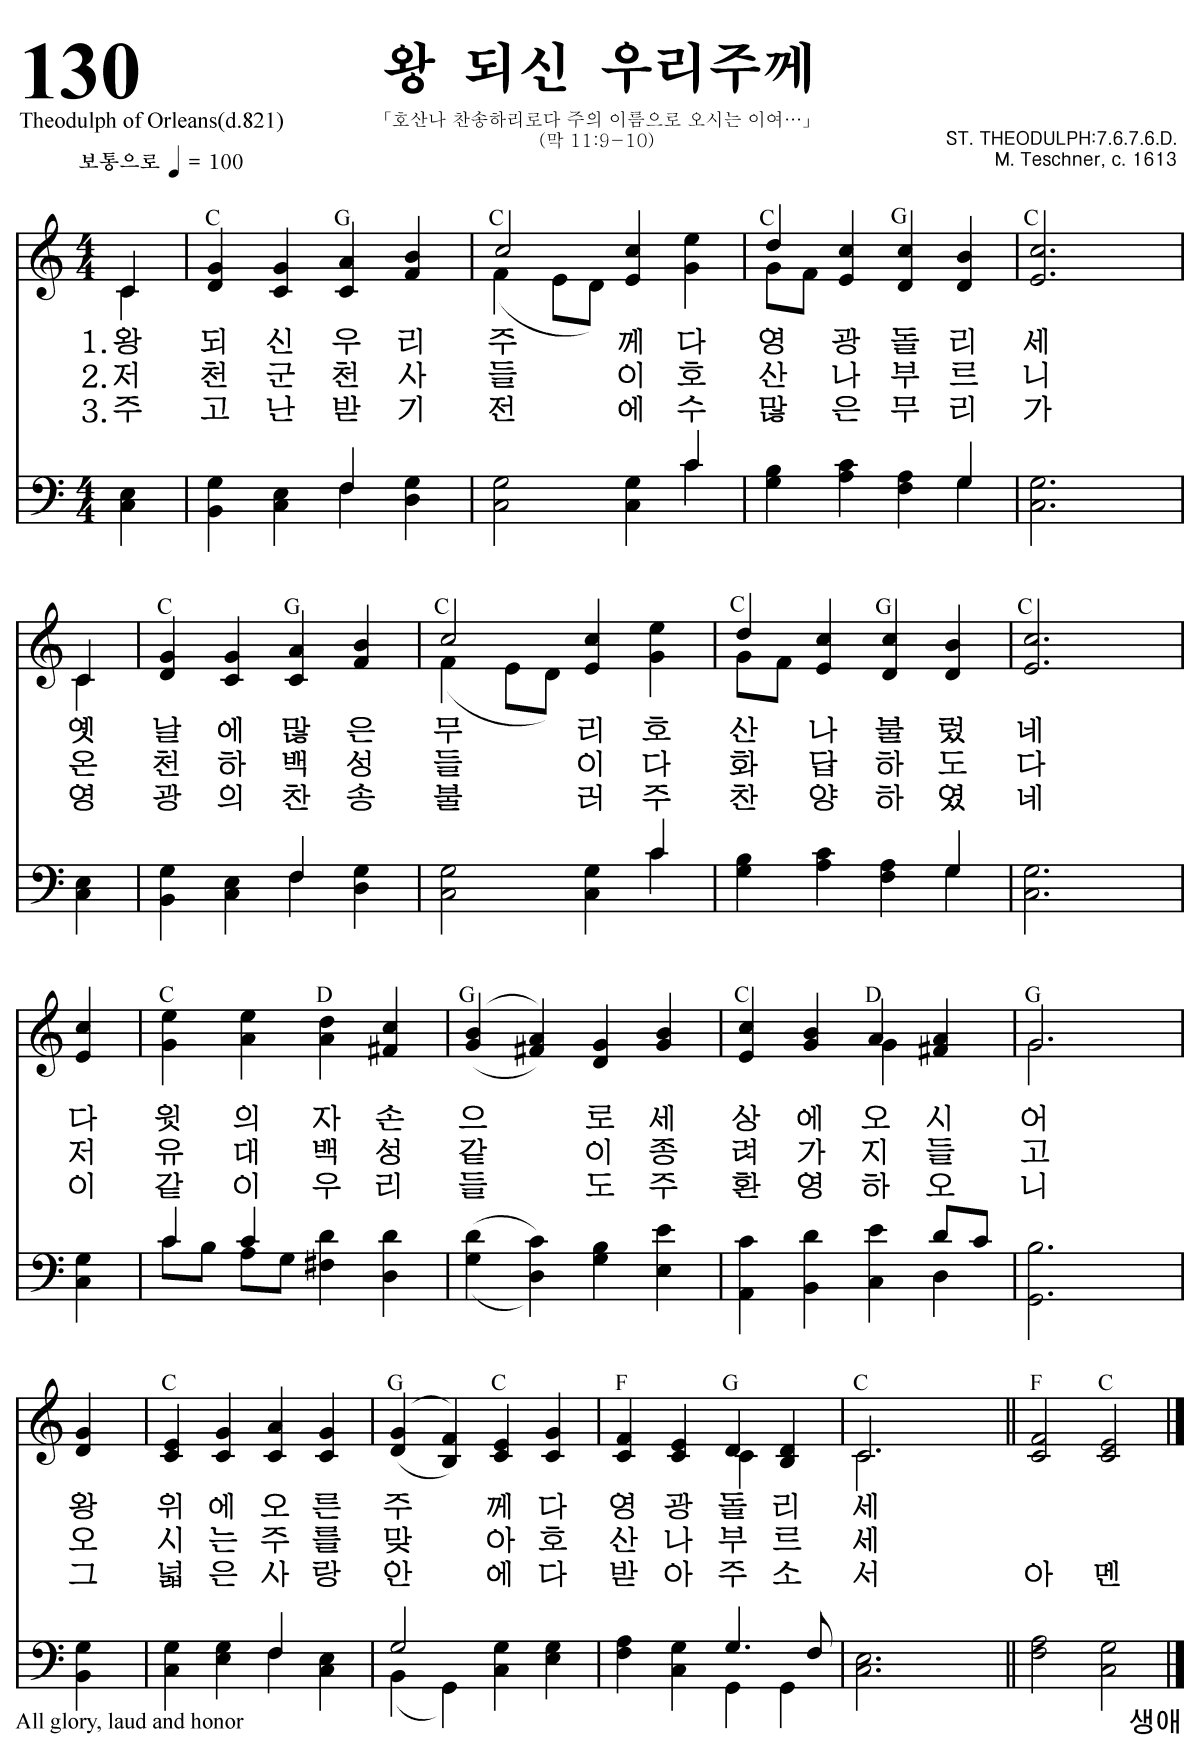 130
왕 되신 우리주께
Theodulph of Orleans(d.821)
「호산나 찬송하리로다 주의 이름으로 오시는 이여…」
(막 11:9-10)
ST. THEODULPH:7.6.7.6.D.
보통으로 ♩ = 100
M. Teschner, c. 1613
C G C C G C
4 4
1.왕 되 신 우 리 주 께 다 영 광 돌 리 세
2.저 천 군 천 사 들 이 호 산 나 부 르 니
3.주 고 난 받 기 전 에 수 많 은 무 리 가
4 4
C G C C G C
옛 날 에 많 은 무 리 호 산 나 불 렀 네
온 천 하 백 성 들 이 다 화 답 하 도 다
영 광 의 찬 송 불 러 주 찬 양 하 였 네
C D G C D G
다 윗 의 자 손 으 로 세 상 에 오 시 어
저 유 대 백 성 같 이 종 려 가 지 들 고
이 같 이 우 리 들 도 주 환 영 하 오 니
C G C F G C F C
왕 위 에 오 른 주 께 다 영 광 돌 리 세
오 시 는 주 를 맞 아 호 산 나 부 르 세
그 넓 은 사 랑 안 에 다 받 아 주 소 서 아 멘
All glory, laud and honor
생애